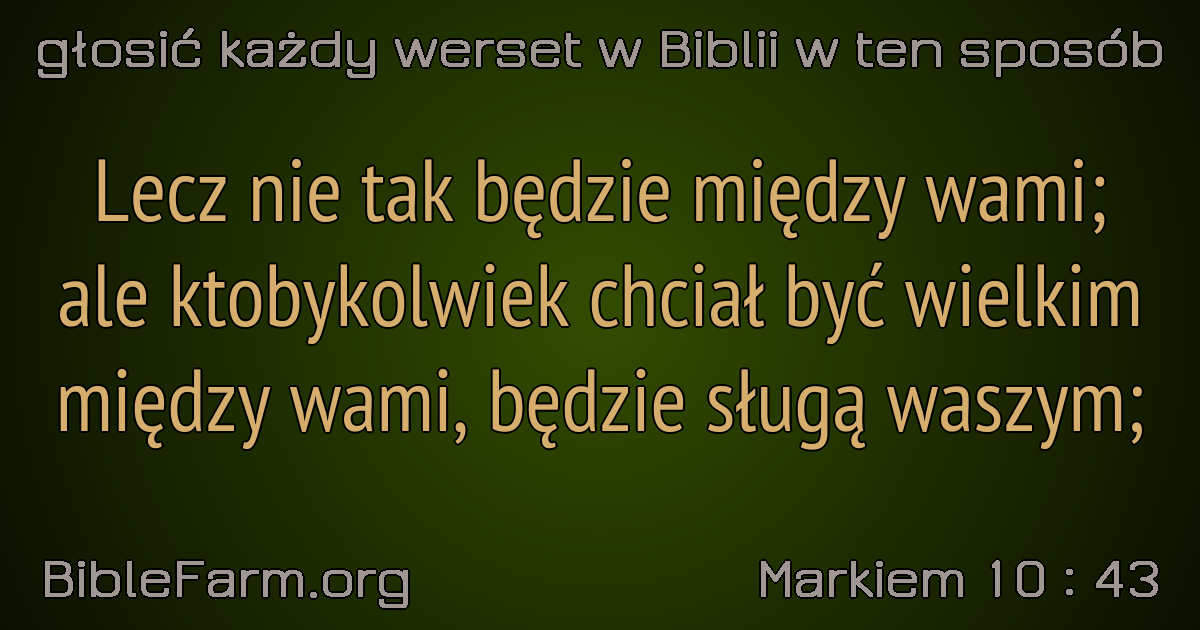 głosić każdy werset w Biblii w ten sposób
Lecz nie tak będzie między wami;
ale ktobykolwiek chciał być wielkim
między wami, będzie sługą waszym;
BibleFarm.org
Markiem 10 : 43